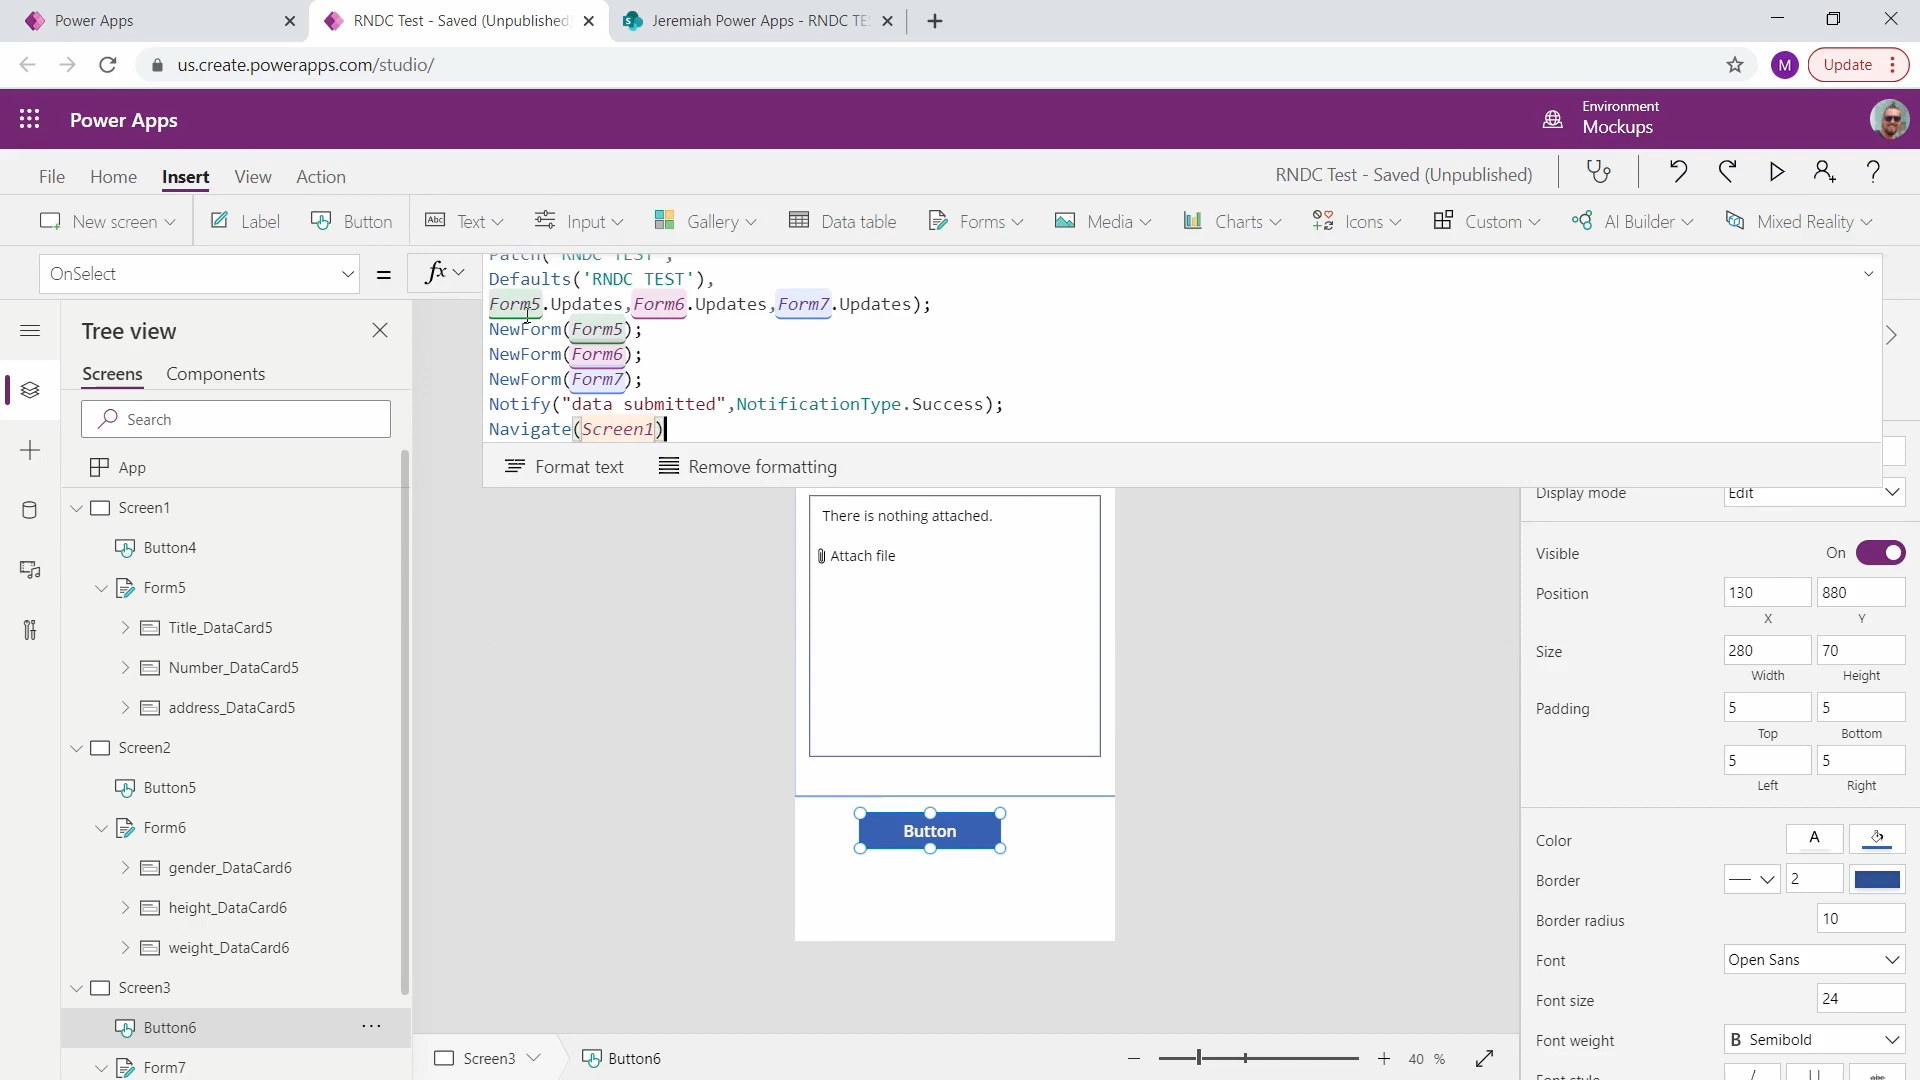 Power Apps
RNDC Test - Saved (Unpublished)
Jeremiah Power Apps - RNDC TE
us.create.powerapps.com/studio/
M
Update
Power Apps
Environment
Mockups
File
Home
Insert
View
Action
RNDC Test - Saved (Unpublished)
?
New screen
Label
Button
Abc
Text
Input
Gallery
Data table
Forms
Media
Charts
Icons
Custom
AI Builder
Mixed Reality
OnSelect
=
fx
Patch('RNDC TEST',
Defaults('RNDC TEST'),
Form5.Updates,Form6.Updates,Form7.Updates);
NewForm(Form5);
NewForm(Form6);
NewForm(Form7);
Notify("data submitted",NotificationType.Success);
Navigate(Screen1)
Format text
Remove formatting
Tree view
Screens
Components
Search
App
Screen1
Button4
Form5
Title_DataCard5
Number_DataCard5
address_DataCard5
Screen2
Button5
Form6
gender_DataCard6
height_DataCard6
weight_DataCard6
Screen3
Button6
Form7
There is nothing attached.
Attach file
Button
Display mode
Edit
Visible
On
Position
130
880
X
Y
Size
280
70
Width
Height
Padding
5
5
Top
Bottom
5
5
Left
Right
Color
A
Border
2
Border radius
10
Font
Open Sans
Font size
24
Font weight
B Semibold
Font style
/
U
abc
Screen3
Button6
40 %